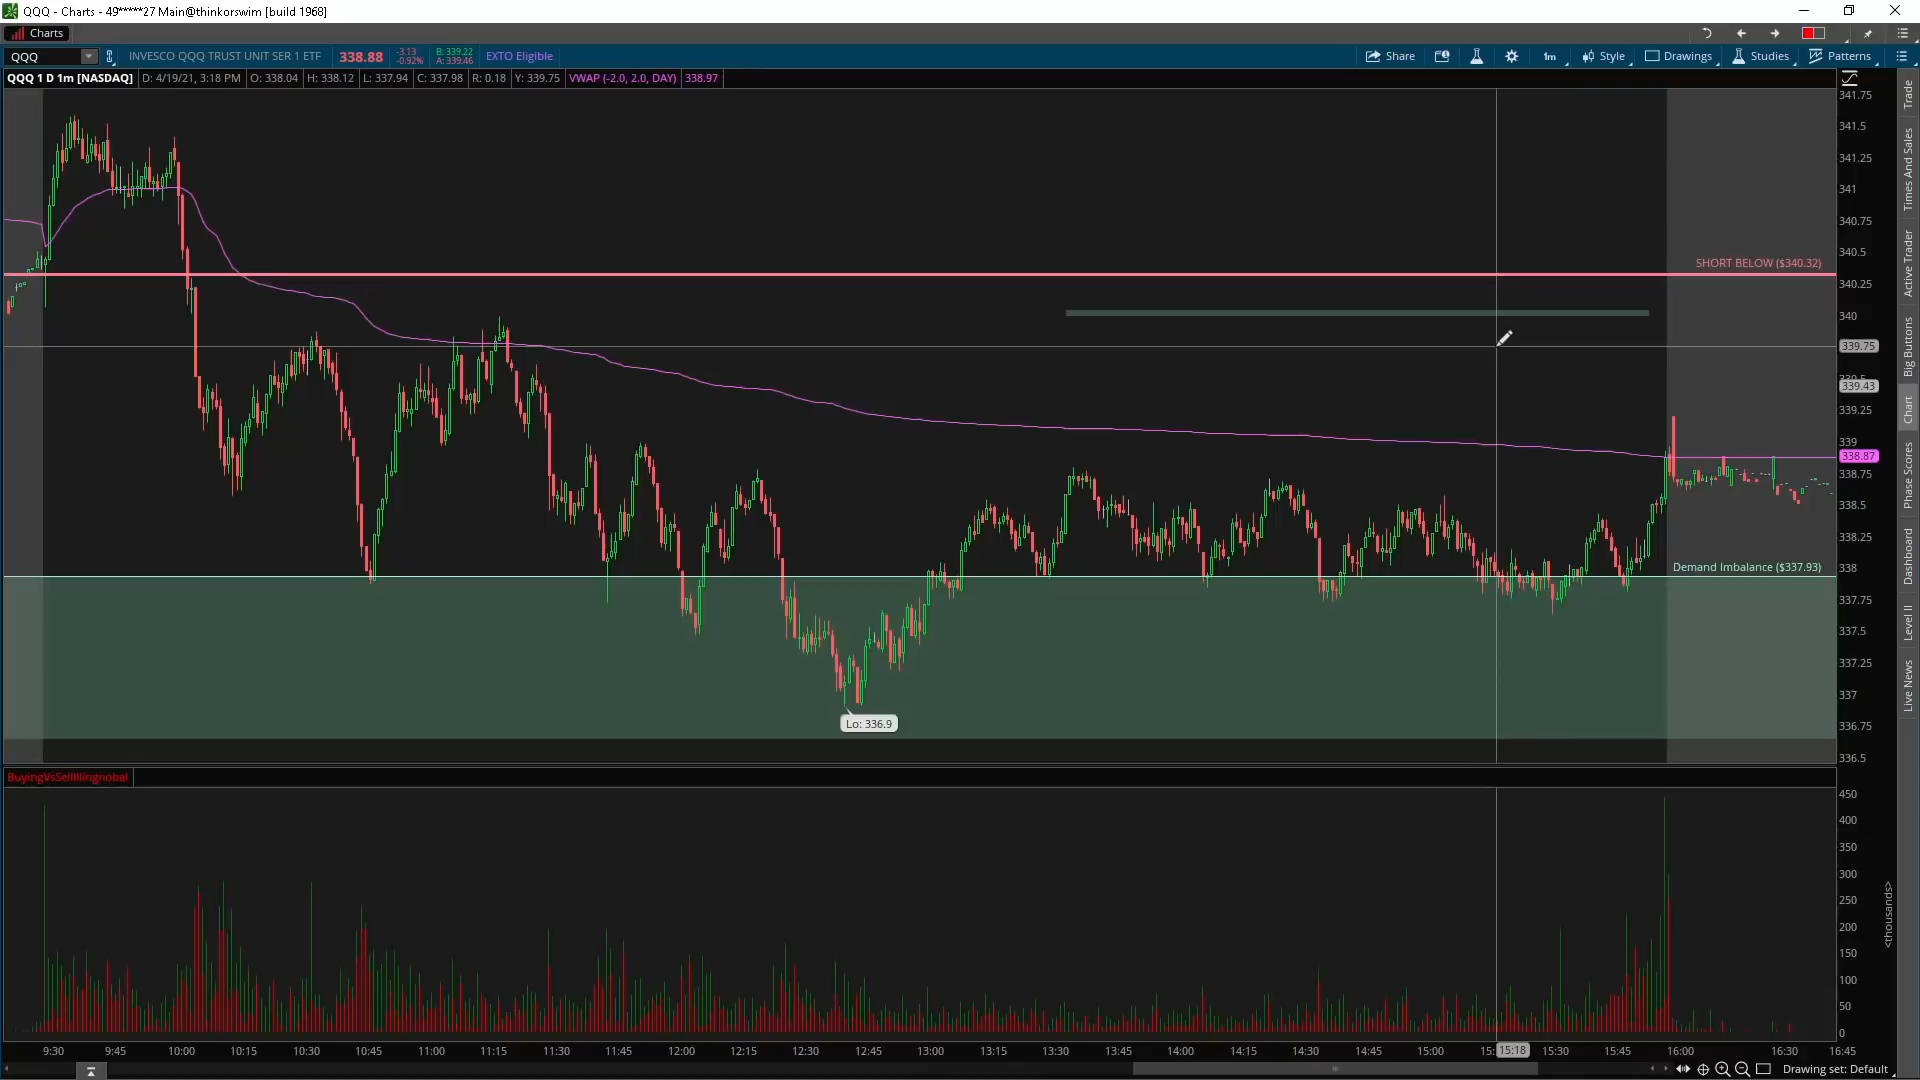 QQQ - Charts - 49*****27 Main@thinkorswim [build 1968]
Charts
QQQ INVESCO QQQ TRUST UNIT SER 1 ETF 338.88 -3.13 -0.92% B: 339.22 A: 339.46 EXTO Eligible Share 1m Style Drawings Studies Patterns
QQQ 1 D 1m [NASDAQ] D: 4/19/21, 3:18 PM O: 338.04 H: 338.12 L: 337.94 C: 337.98 R: 0.18 Y: 339.75 VWAP (-2.0, 2.0, DAY) 338.97
341.75
341.5
341.25
341
340.75
340.5
SHORT BELOW ($340.32)
340.25
340
339.75
339.43
339.25
339
338.87
338.75
338.5
338.25
Demand Imbalance ($337.93)
338
337.75
337.5
337.25
337
Lo: 336.9
336.75
336.5
450
400
350
300
250
200
150
100
50
0
<thousands>
9:30 9:45 10:00 10:15 10:30 10:45 11:00 11:15 11:30 11:45 12:00 12:15 12:30 12:45 13:00 13:15 13:30 13:45 14:00 14:15 14:30 14:45 15:00 15:18 15:30 15:45 16:00 16:30 16:45
Drawing set: Default
Trade
Times And Sales
Active Trader
Big Buttons
Chart
Phase Scores
Dashboard
Level II
Live News